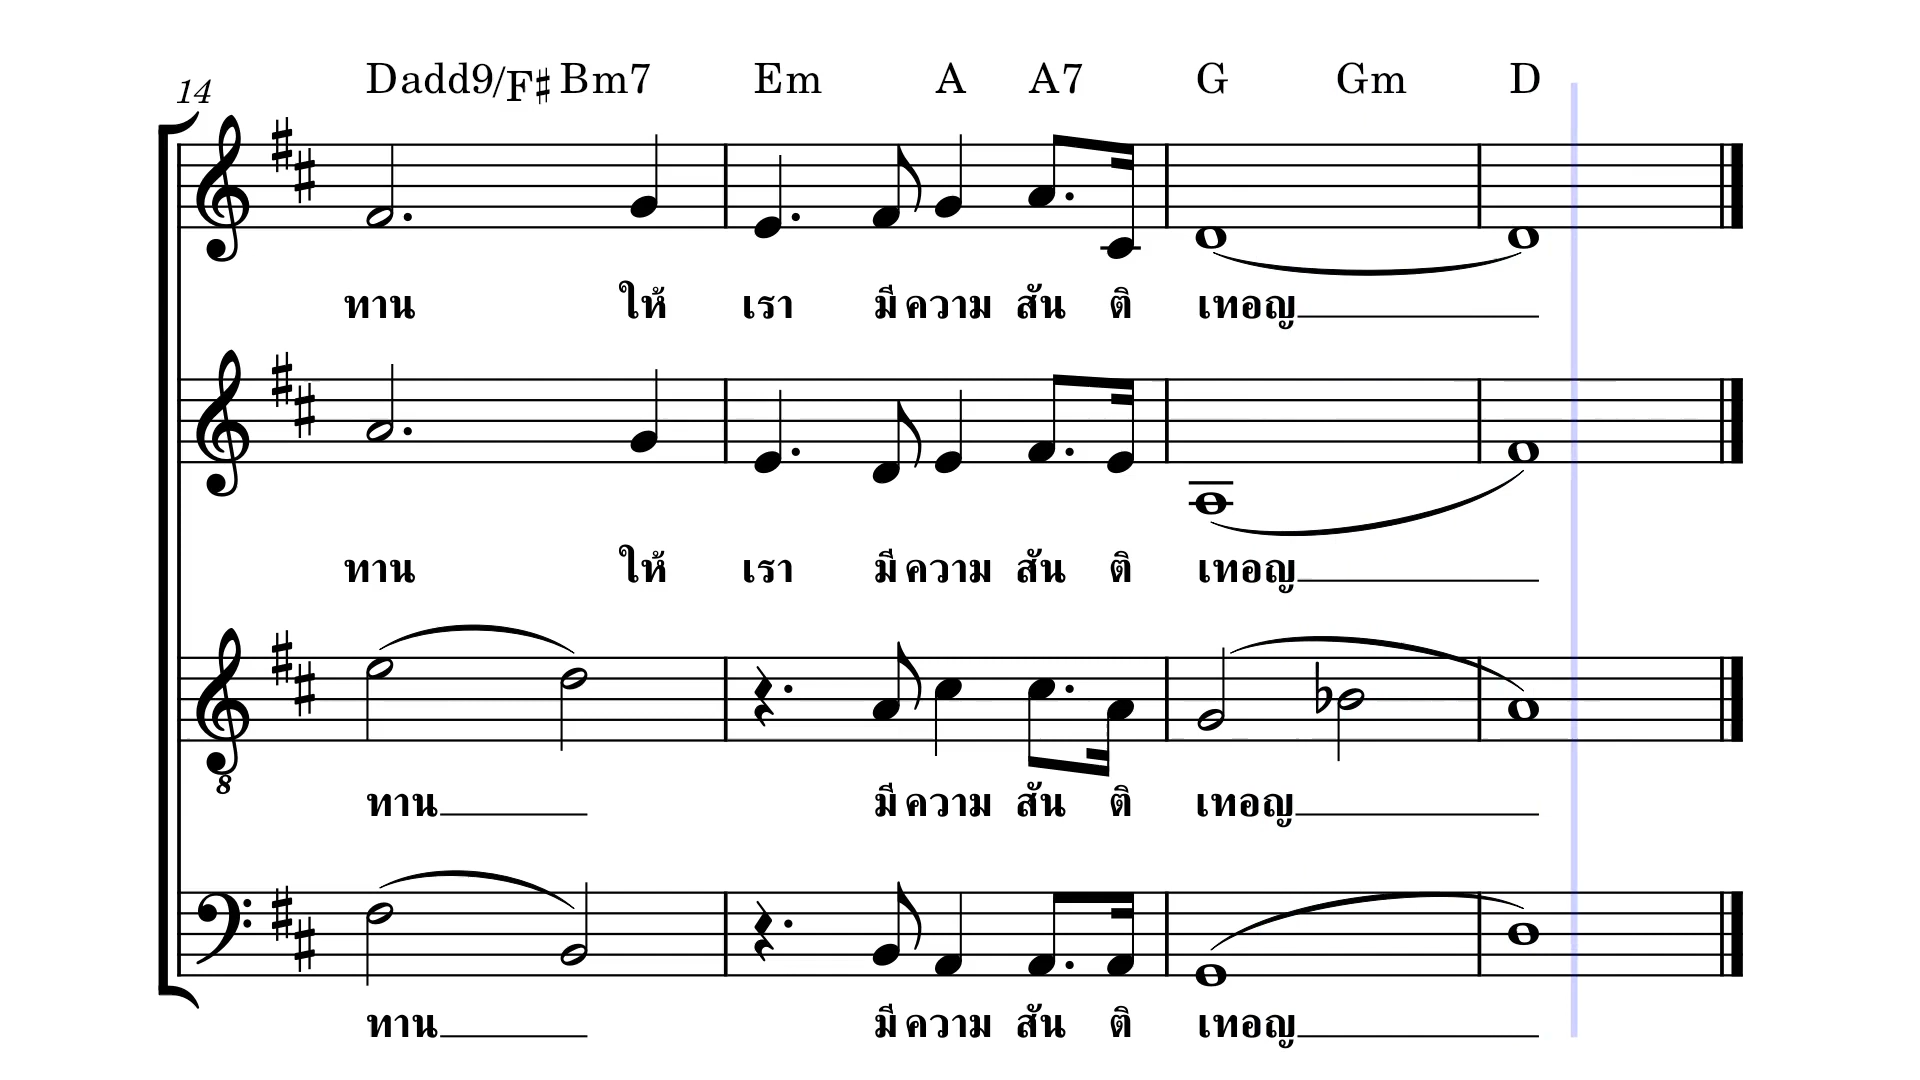 14 Dadd9/F♯ Bm7 Em A A7 G Gm D
ทาน ให้ เรา มี ความ สัน ติ เทอญ
ทาน ให้ เรา มี ความ สัน ติ เทอญ
8
ทาน มี ความ สัน ติ เทอญ
ทาน มี ความ สัน ติ เทอญ